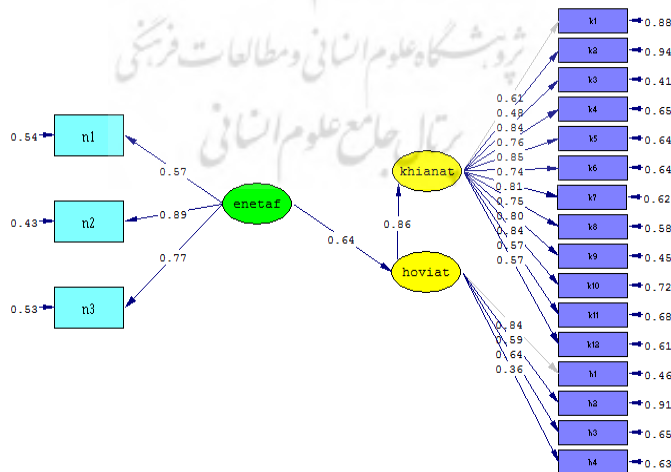 پژوهشگاه علوم انسانی و مطالعات فرهنگی
پرتال جامع علوم انسانی
0.54
n1
0.43
n2
0.53
n3
0.57
0.89
0.77
enetaf
0.64
khianat
0.86
hoviat
0.61
0.48
0.84
0.76
0.85
0.74
0.81
0.75
0.80
0.84
0.57
0.57
0.84
0.59
0.64
0.36
k1 0.88
k2 0.94
k3 0.41
k4 0.65
k5 0.64
k6 0.64
k7 0.62
k8 0.58
k9 0.45
k10 0.72
k11 0.68
k12 0.61
h1 0.46
h2 0.91
h3 0.65
h4 0.63